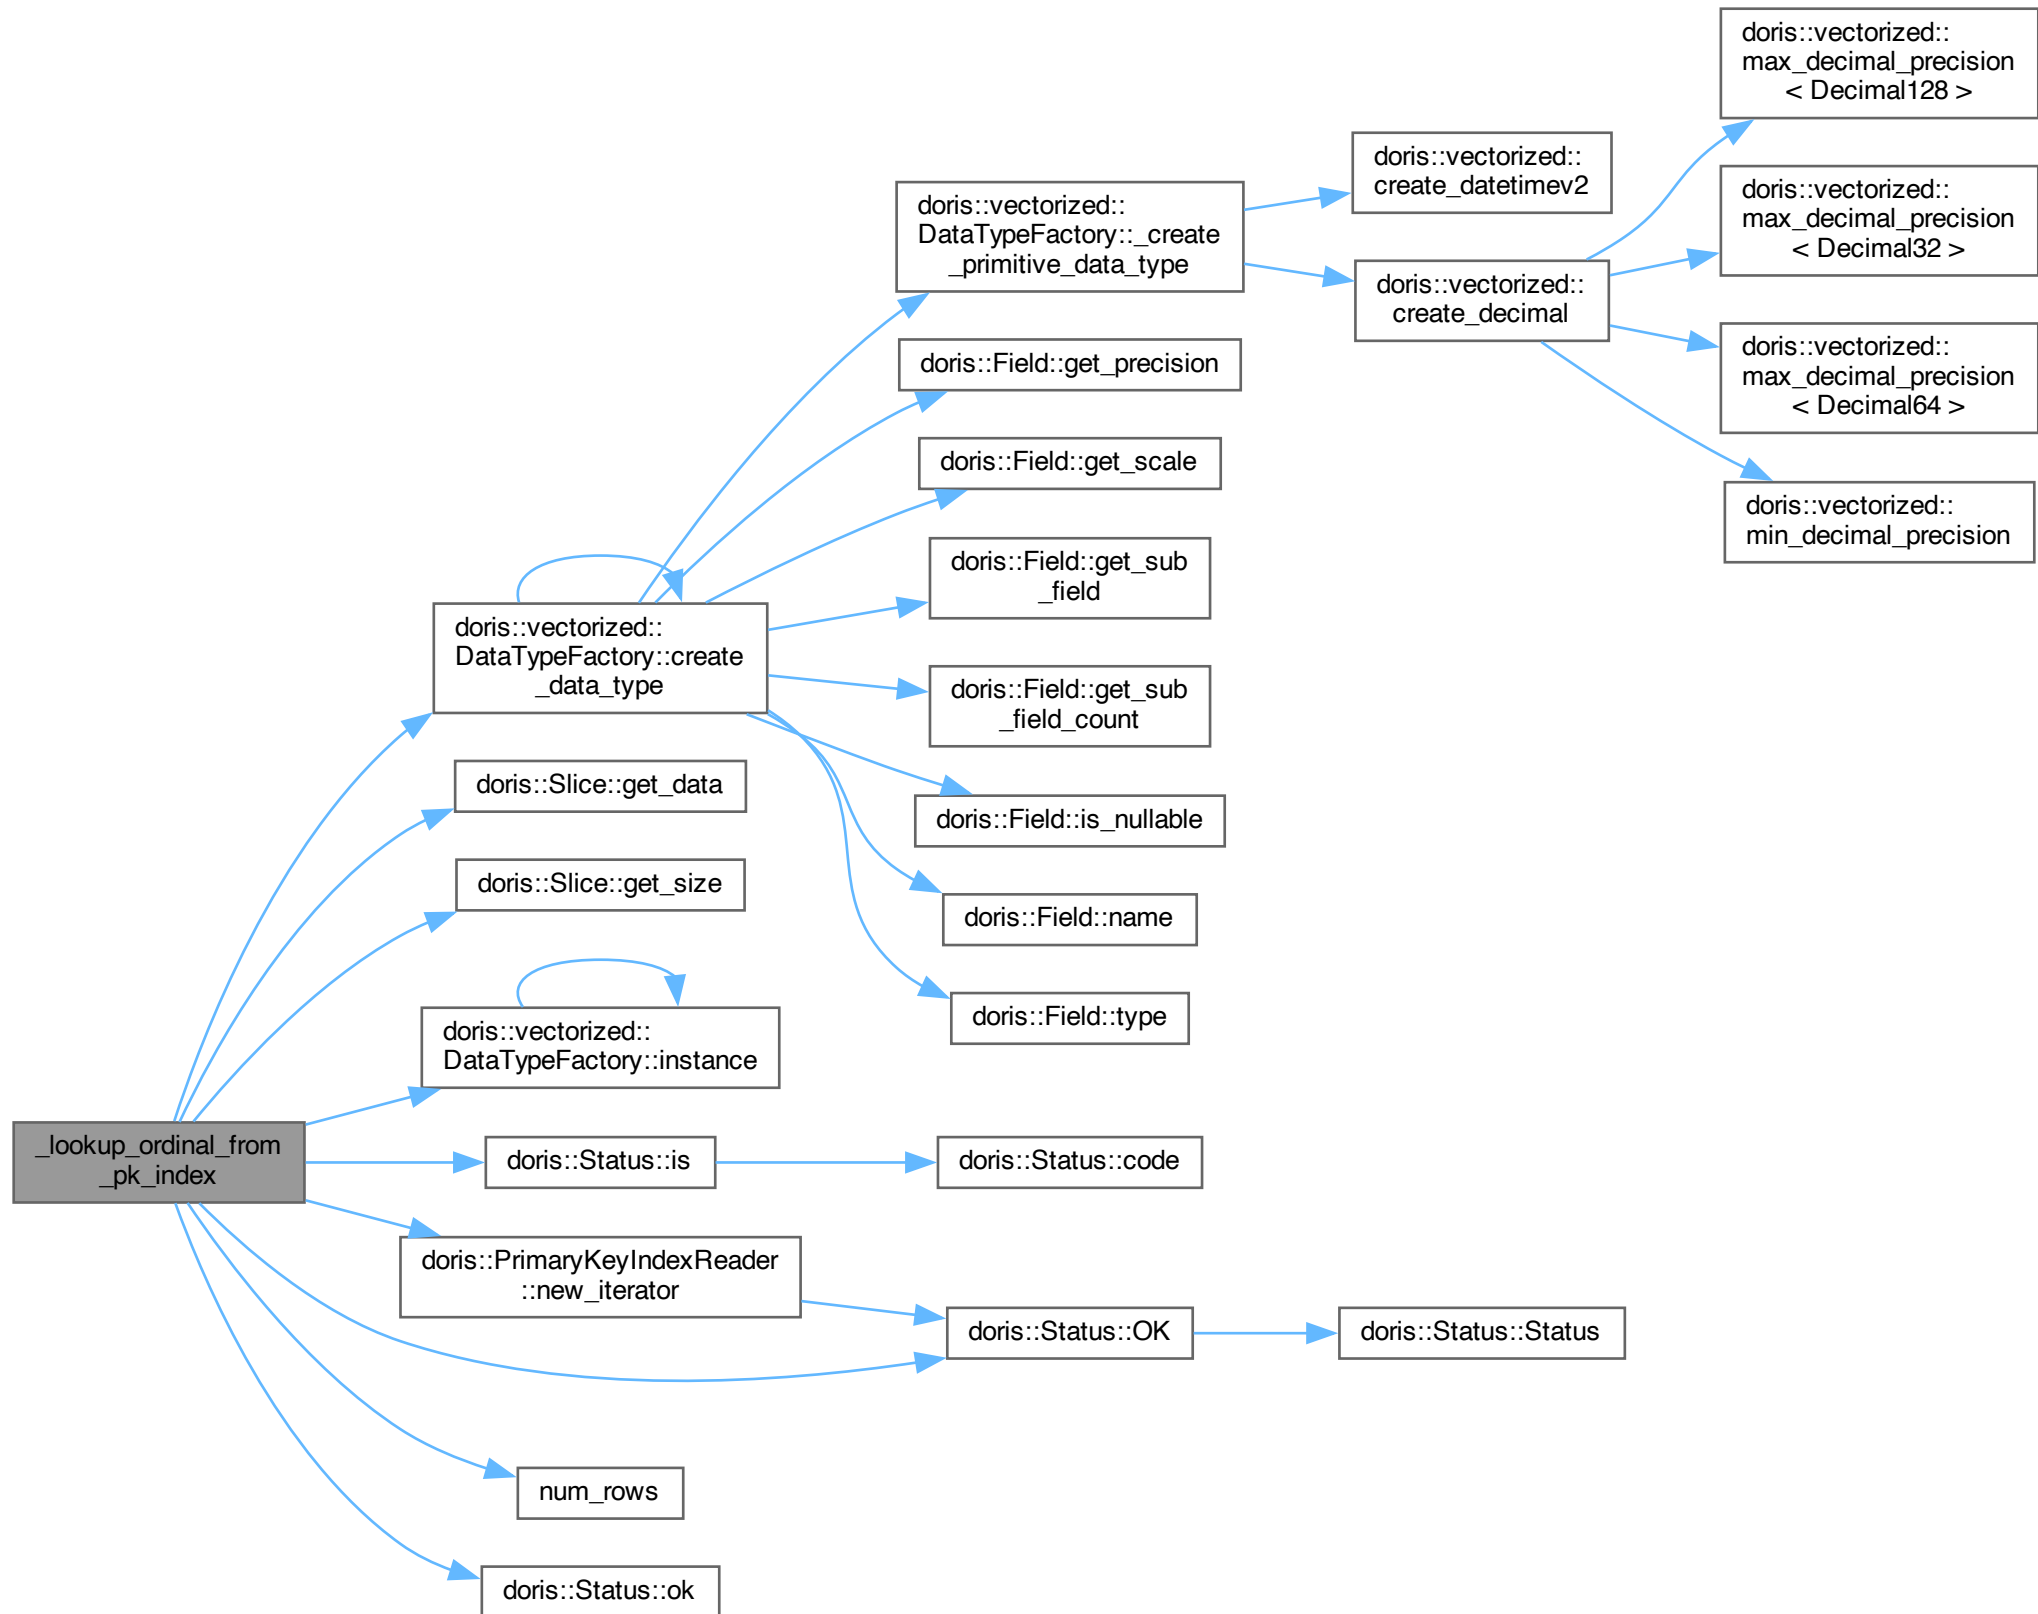 doris::vectorized::
max_decimal_precision
< Decimal128 >
doris::vectorized::
create_datetimev2
doris::vectorized::
max_decimal_precision
< Decimal32 >
doris::vectorized::
DataTypeFactory::_create
_primitive_data_type
doris::vectorized::
create_decimal
doris::vectorized::
max_decimal_precision
< Decimal64 >
doris::Field::get_precision
doris::Field::get_scale
doris::vectorized::
min_decimal_precision
doris::Field::get_sub
_field
doris::vectorized::
DataTypeFactory::create
_data_type
doris::Field::get_sub
_field_count
doris::Slice::get_data
doris::Field::is_nullable
doris::Slice::get_size
doris::Field::name
doris::Field::type
doris::vectorized::
DataTypeFactory::instance
_lookup_ordinal_from
_pk_index
doris::Status::is
doris::Status::code
doris::PrimaryKeyIndexReader
::new_iterator
doris::Status::OK
doris::Status::Status
num_rows
doris::Status::ok